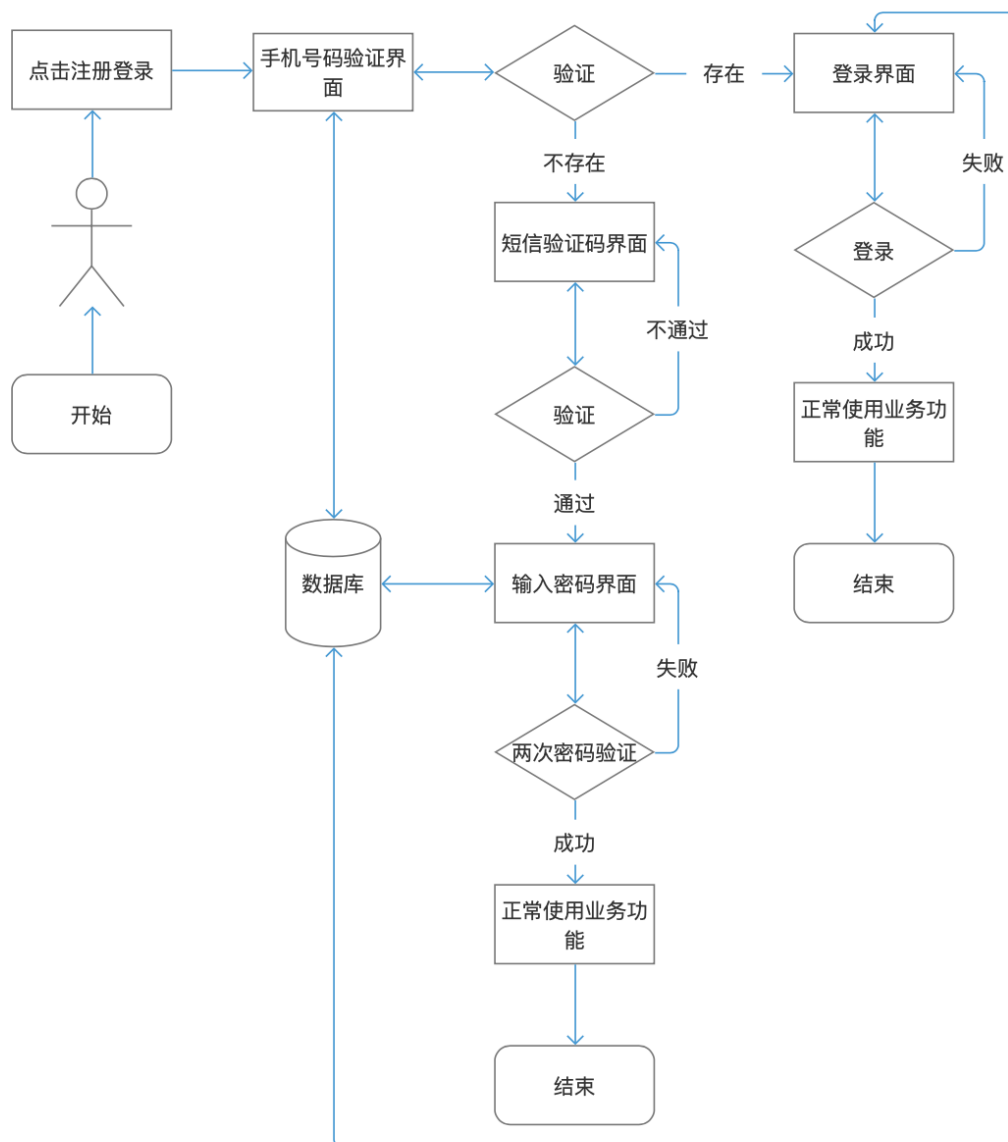 点击注册登录
手机号码验证界
面
验证
存在
登录界面
不存在
失败
短信验证码界面
登录
不通过
成功
开始
验证
正常使用业务功
能
通过
数据库
输入密码界面
结束
失败
两次密码验证
成功
正常使用业务功
能
结束